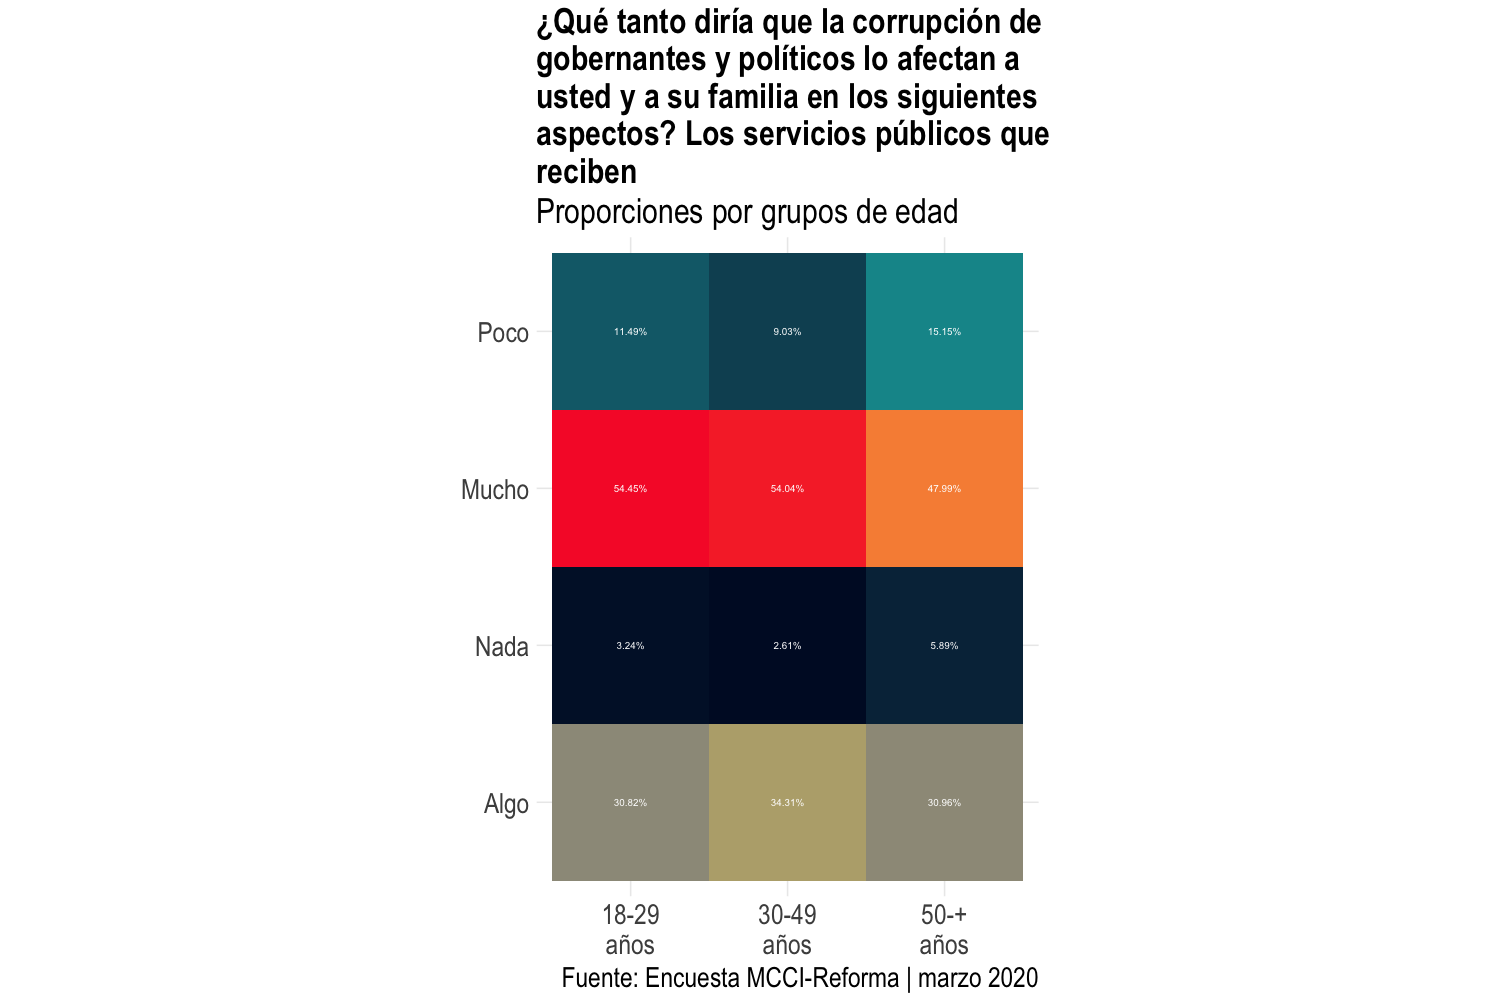 ¿Qué tanto diría que la corrupción de
gobernantes y políticos lo afectan a
usted y a su familia en los siguientes
aspectos? Los servicios públicos que
reciben
Proporciones por grupos de edad
Poco
11.49%
9.03%
15.15%
Mucho
54.45%
54.04%
47.99%
Nada
3.24%
2.61%
5.89%
Algo
30.82%
34.31%
30.96%
18-29
años
30-49
años
50-+
años
Fuente: Encuesta MCCI-Reforma | marzo 2020